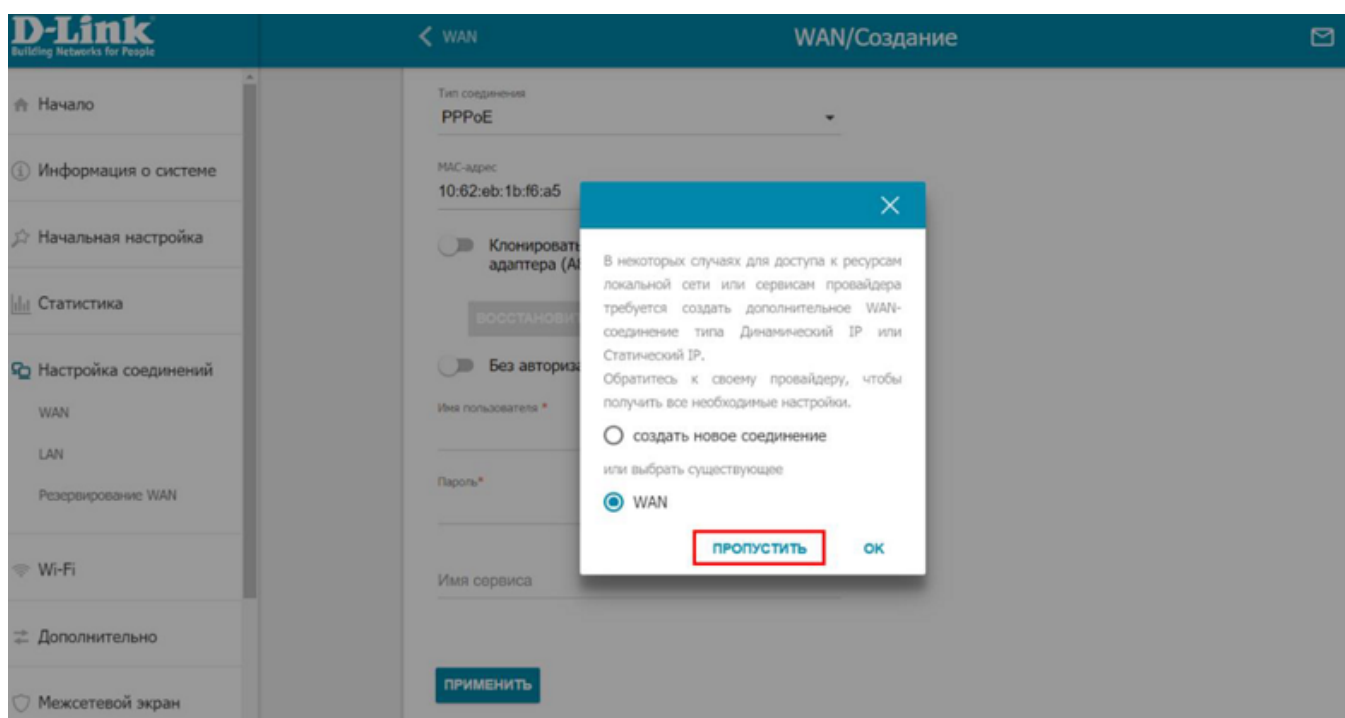 D-Link
Building Networks for People
WAN
WAN/Создание
Начало
Информация о системе
Начальная настройка
Статистика
Настройка соединений
WAN
LAN
Резервирование WAN
Wi-Fi
Дополнительно
Межсетевой экран
Тип соединения
PPPoE
MAC-адрес
10:62:eb:1b:f6:a5
Клонировать
адаптера
ВОССТАНОВИТ
Без авториза
Имя пользователя *
Пароль*
Имя сервиса
ПРИМЕНИТЬ
В некоторых случаях для доступа к ресурсам
локальной сети или сервисам провайдера
требуется создать дополнительное WAN-
соединение типа Динамический IP или
Статический IP.
Обратитесь к своему провайдеру, чтобы
получить все необходимые настройки.
создать новое соединение
или выбрать существующее
WAN
ПРОПУСТИТЬ
ОК